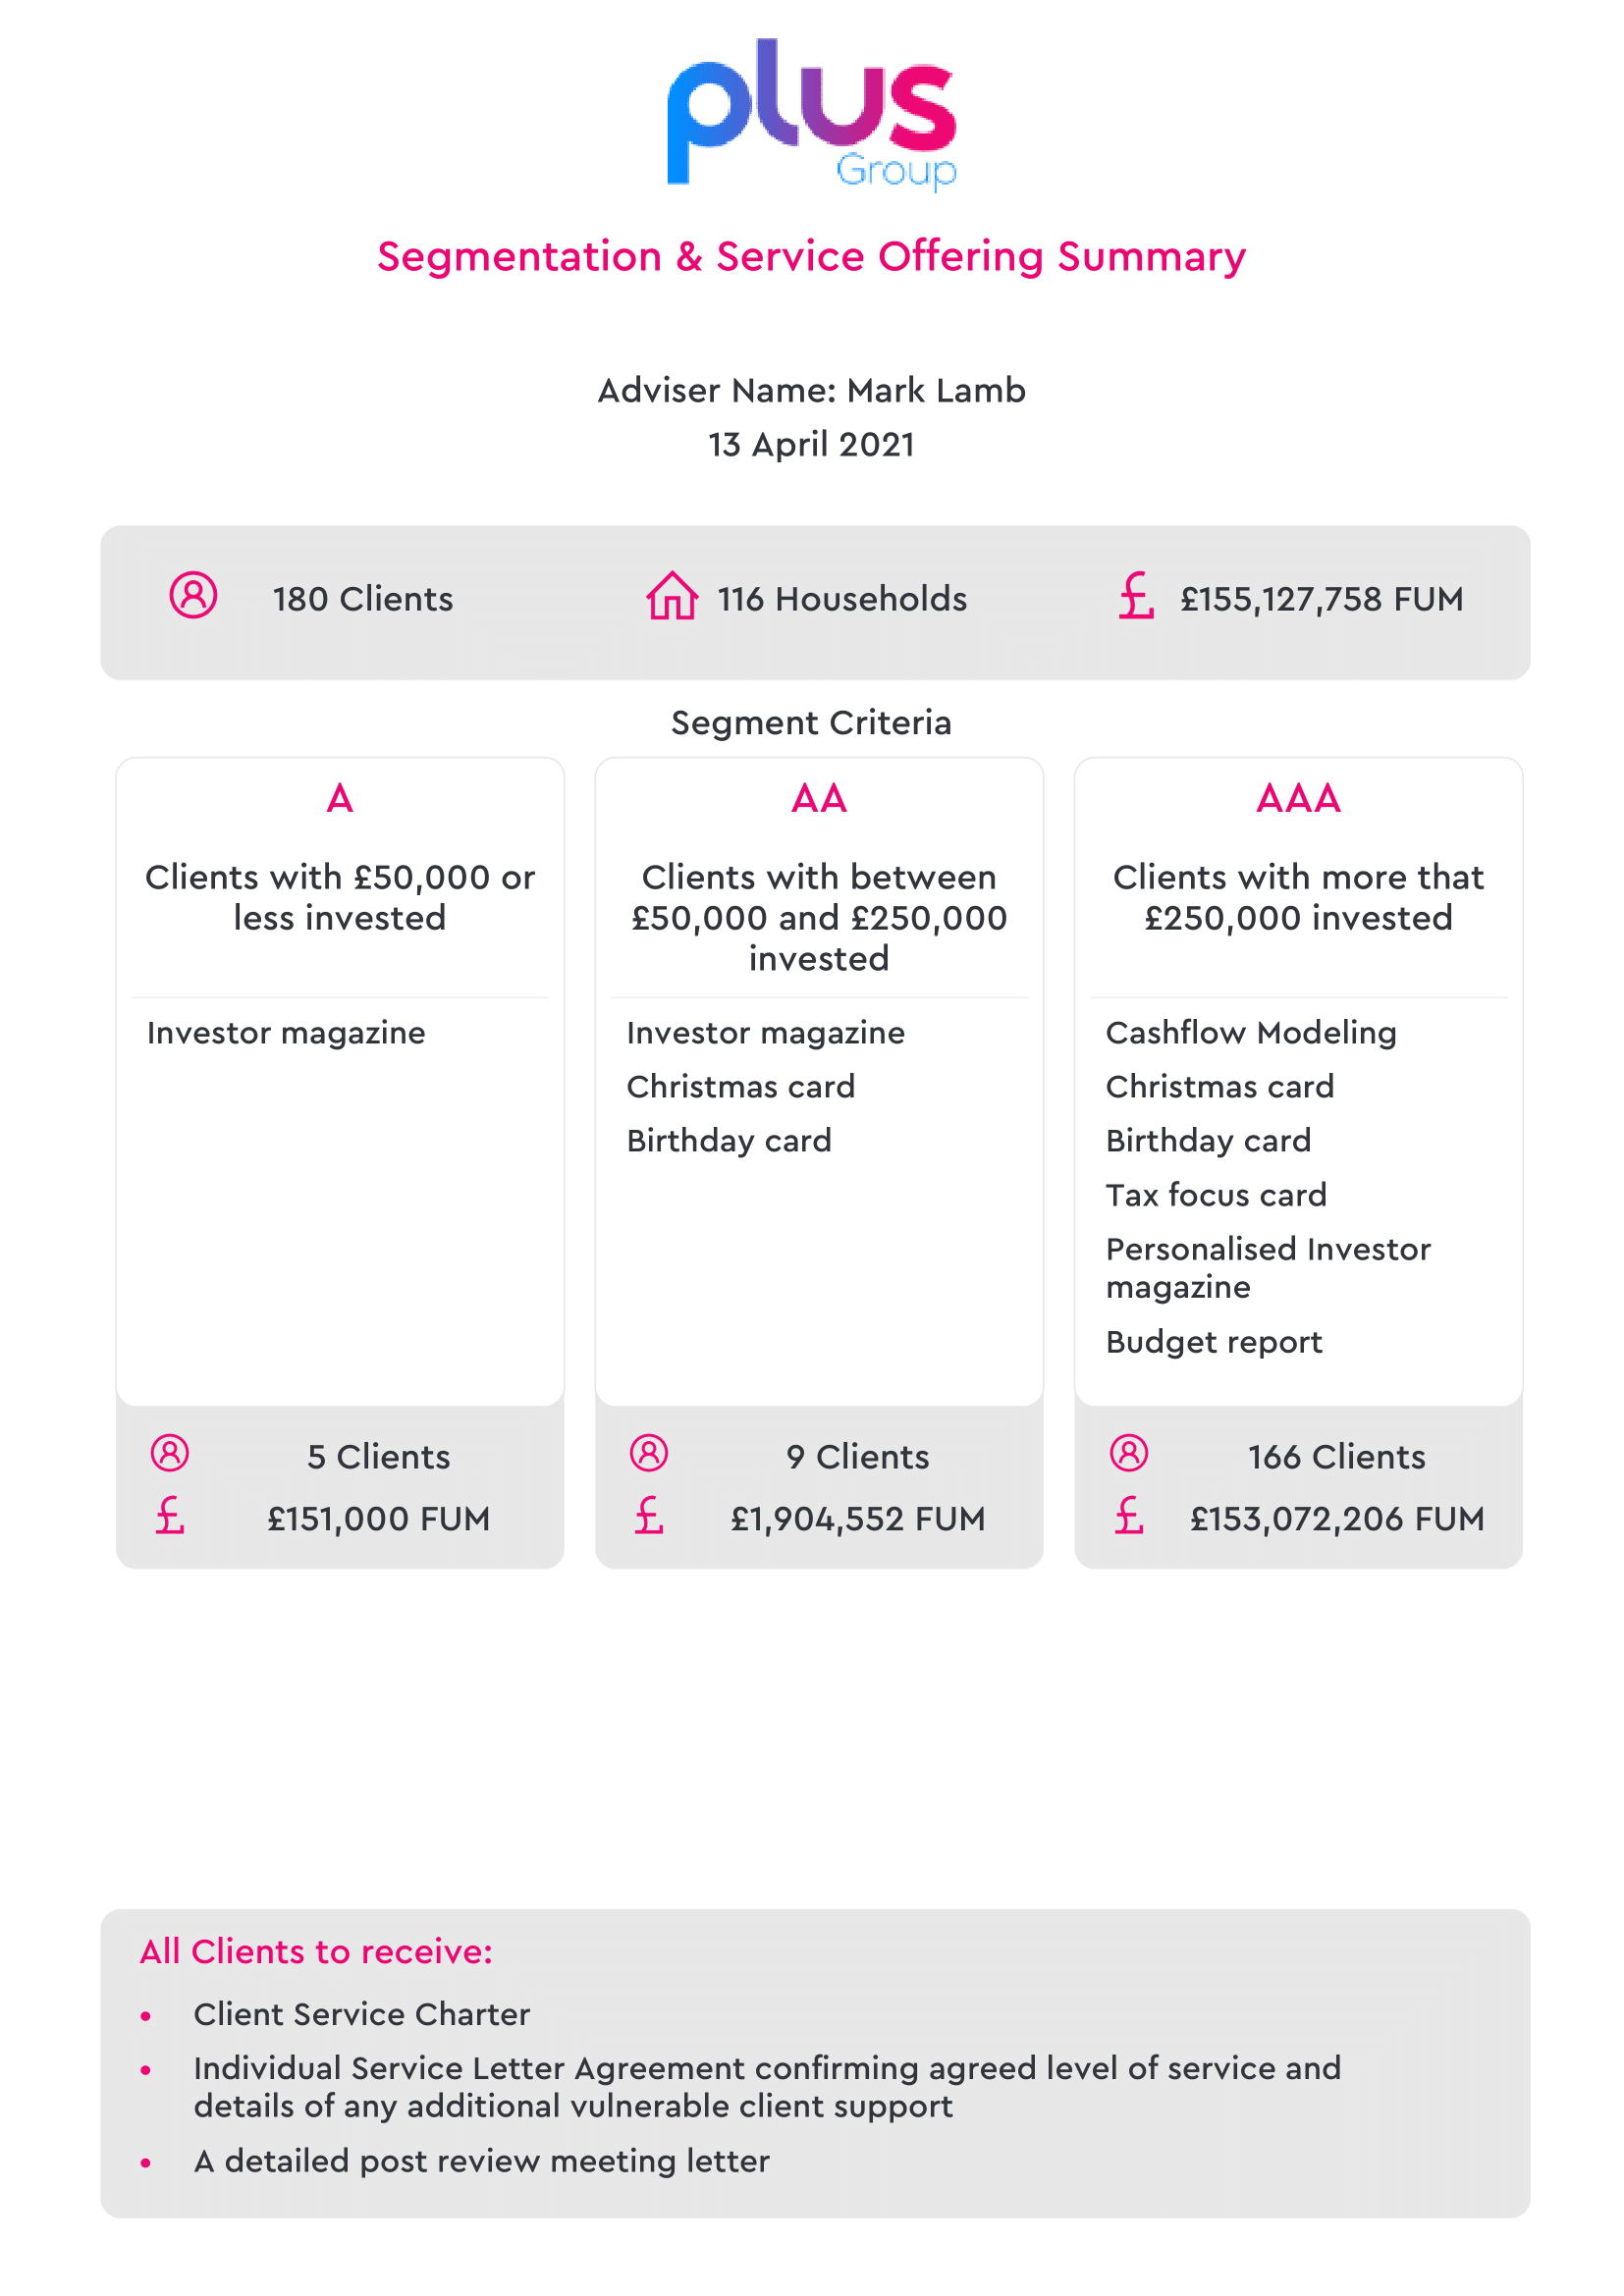 plus
Group
Segmentation & Service Offering Summary
Adviser Name: Mark Lamb
13 April 2021
180 Clients
116 Households
£155,127,758 FUM
Segment Criteria
A
Clients with £50,000 or
less invested
Investor magazine
5 Clients
£151,000 FUM
AA
Clients with between
£50,000 and £250,000
invested
Investor magazine
Christmas card
Birthday card
9 Clients
£1,904,552 FUM
AAA
Clients with more that
£250,000 invested
Cashflow Modeling
Christmas card
Birthday card
Tax focus card
Personalised Investor
magazine
Budget report
166 Clients
£153,072,206 FUM
All Clients to receive:
• Client Service Charter
• Individual Service Letter Agreement confirming agreed level of service and
details of any additional vulnerable client support
• A detailed post review meeting letter